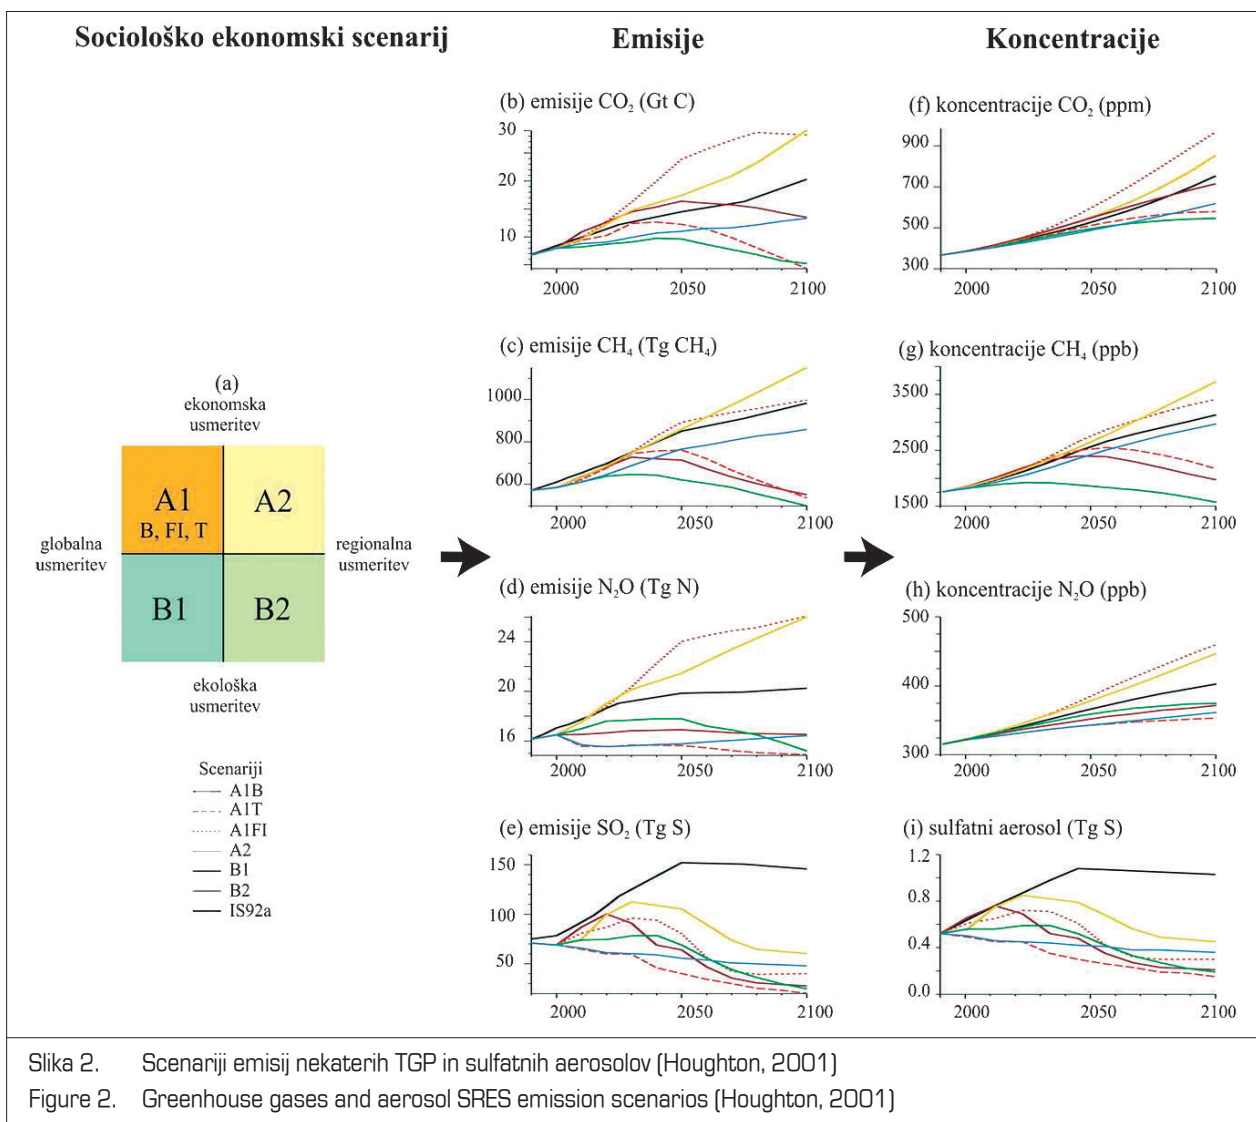 Sociološko ekonomski scenarij
Emisije
Koncentracije
(a)
ekonomska
usmeritev
A1
B, FI, T
A2
globalna
usmeritev
regionalna
usmeritev
B1
B2
ekološka
usmeritev
Scenariji
A1B
A1T
A1FI
A2
B1
B2
IS92a
(b) emisije CO₂ (Gt C)
30
20
10
2000 2050 2100
(c) emisije CH₄ (Tg CH₄)
1000
800
600
2000 2050 2100
(d) emisije N₂O (Tg N)
24
20
16
2000 2050 2100
(e) emisije SO₂ (Tg S)
150
100
50
2000 2050 2100
(f) koncentracije CO₂ (ppm)
900
700
500
300
2000 2050 2100
(g) koncentracije CH₄ (ppb)
3500
2500
1500
2000 2050 2100
(h) koncentracije N₂O (ppb)
500
400
300
2000 2050 2100
(i) sulfatni aerosol (Tg S)
1.2
0.8
0.4
0.0
2000 2050 2100
Slika 2. Scenariji emisij nekaterih TGP in sulfatnih aerosolov (Houghton, 2001)
Figure 2. Greenhouse gases and aerosol SRES emission scenarios (Houghton, 2001)